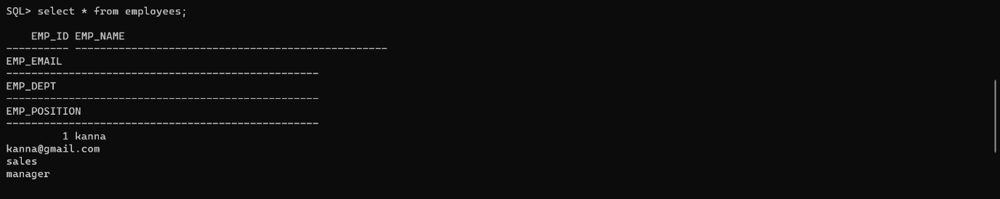 SQL> select * from employees;
    EMP_ID EMP_NAME
---------- --------------------------------------------------
EMP_EMAIL
--------------------------------------------------
EMP_DEPT
--------------------------------------------------
EMP_POSITION
--------------------------------------------------
         1 kanna
kanna@gmail.com
sales
manager